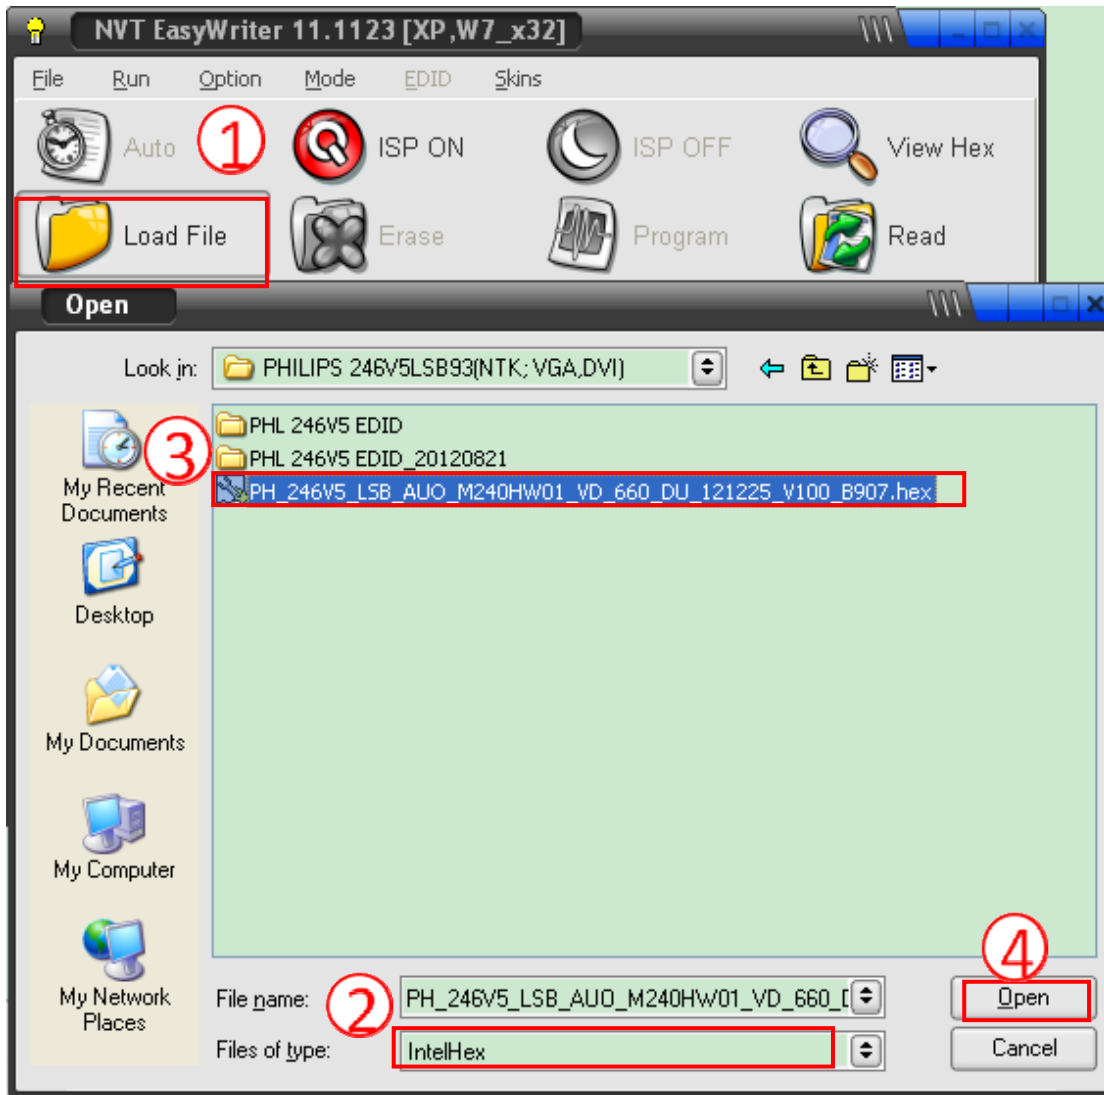 NVT EasyWriter 11.1123 [XP,W7_x32]
File Run Option Mode EDID Skins
Auto 1 ISP ON ISP OFF View Hex
Load File Erase Program Read
Open
Look in: PHILIPS 246V5LSB93(NTK; VGA,DVI)
3
PHL 246V5 EDID
PHL 246V5 EDID_20120821
PH_246V5_LSB_AUO_M240HW01_VD_660_DU_121225_V100_B907.hex
My Recent
Documents
Desktop
My Documents
My Computer
My Network
Places
4
File name: 2 PH_246V5_LSB_AUO_M240HW01_VD_660_ Open
Files of type: IntelHex Cancel